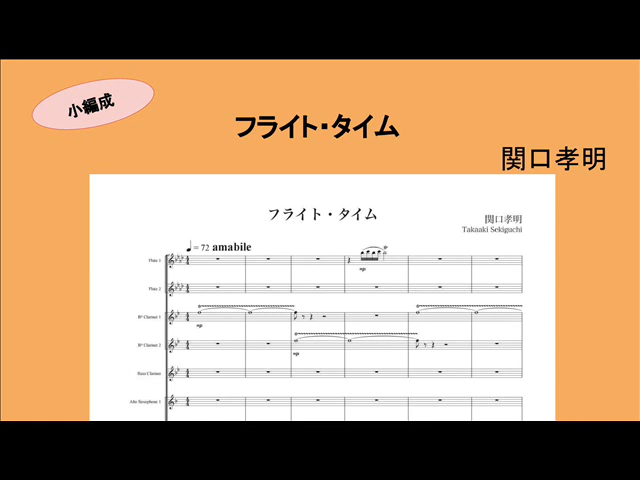 小編成
フライト・タイム
関口孝明
フライト・タイム
関口孝明
Takaaki Sekiguchi
= 72 amabile
Flute 1
mp
Flute 2
B♭ Clarinet 1
mp
B♭ Clarinet 2
mp
Bass Clarinet
Alto Saxophone 1